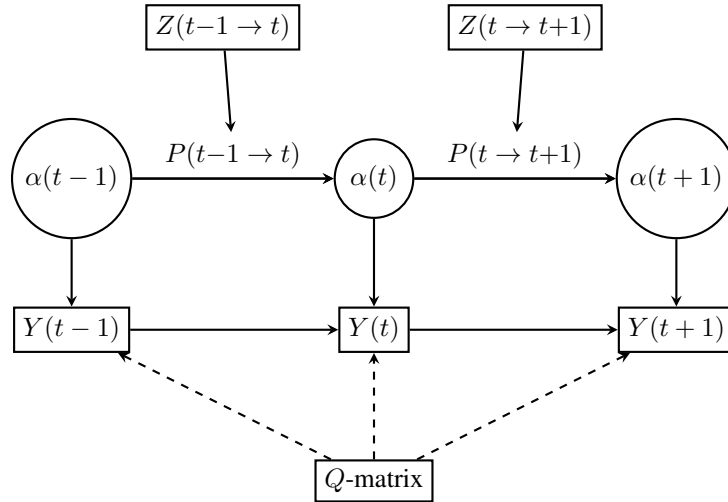 Z(t−1 → t)
Z(t → t+1)
P(t−1 → t)
P(t → t+1)
α(t − 1)
α(t)
α(t + 1)
Y(t − 1)
Y(t)
Y(t + 1)
Q-matrix